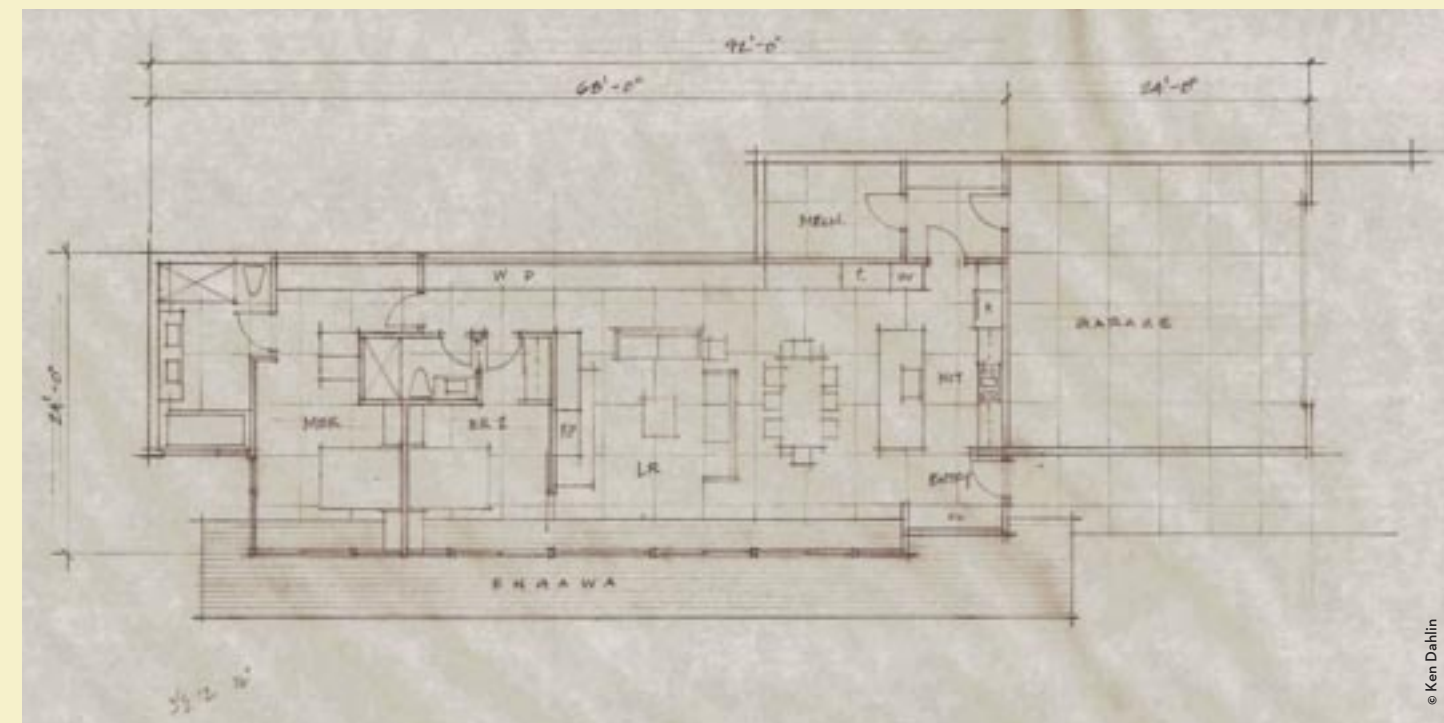 92'-0"
68'-0"
24'-0"
MECH.
W D
GARAGE
24'-0"
KIT
MBR
BR 2
FP
LR
ENTRY
ENGAWA
© Ken Dahlin